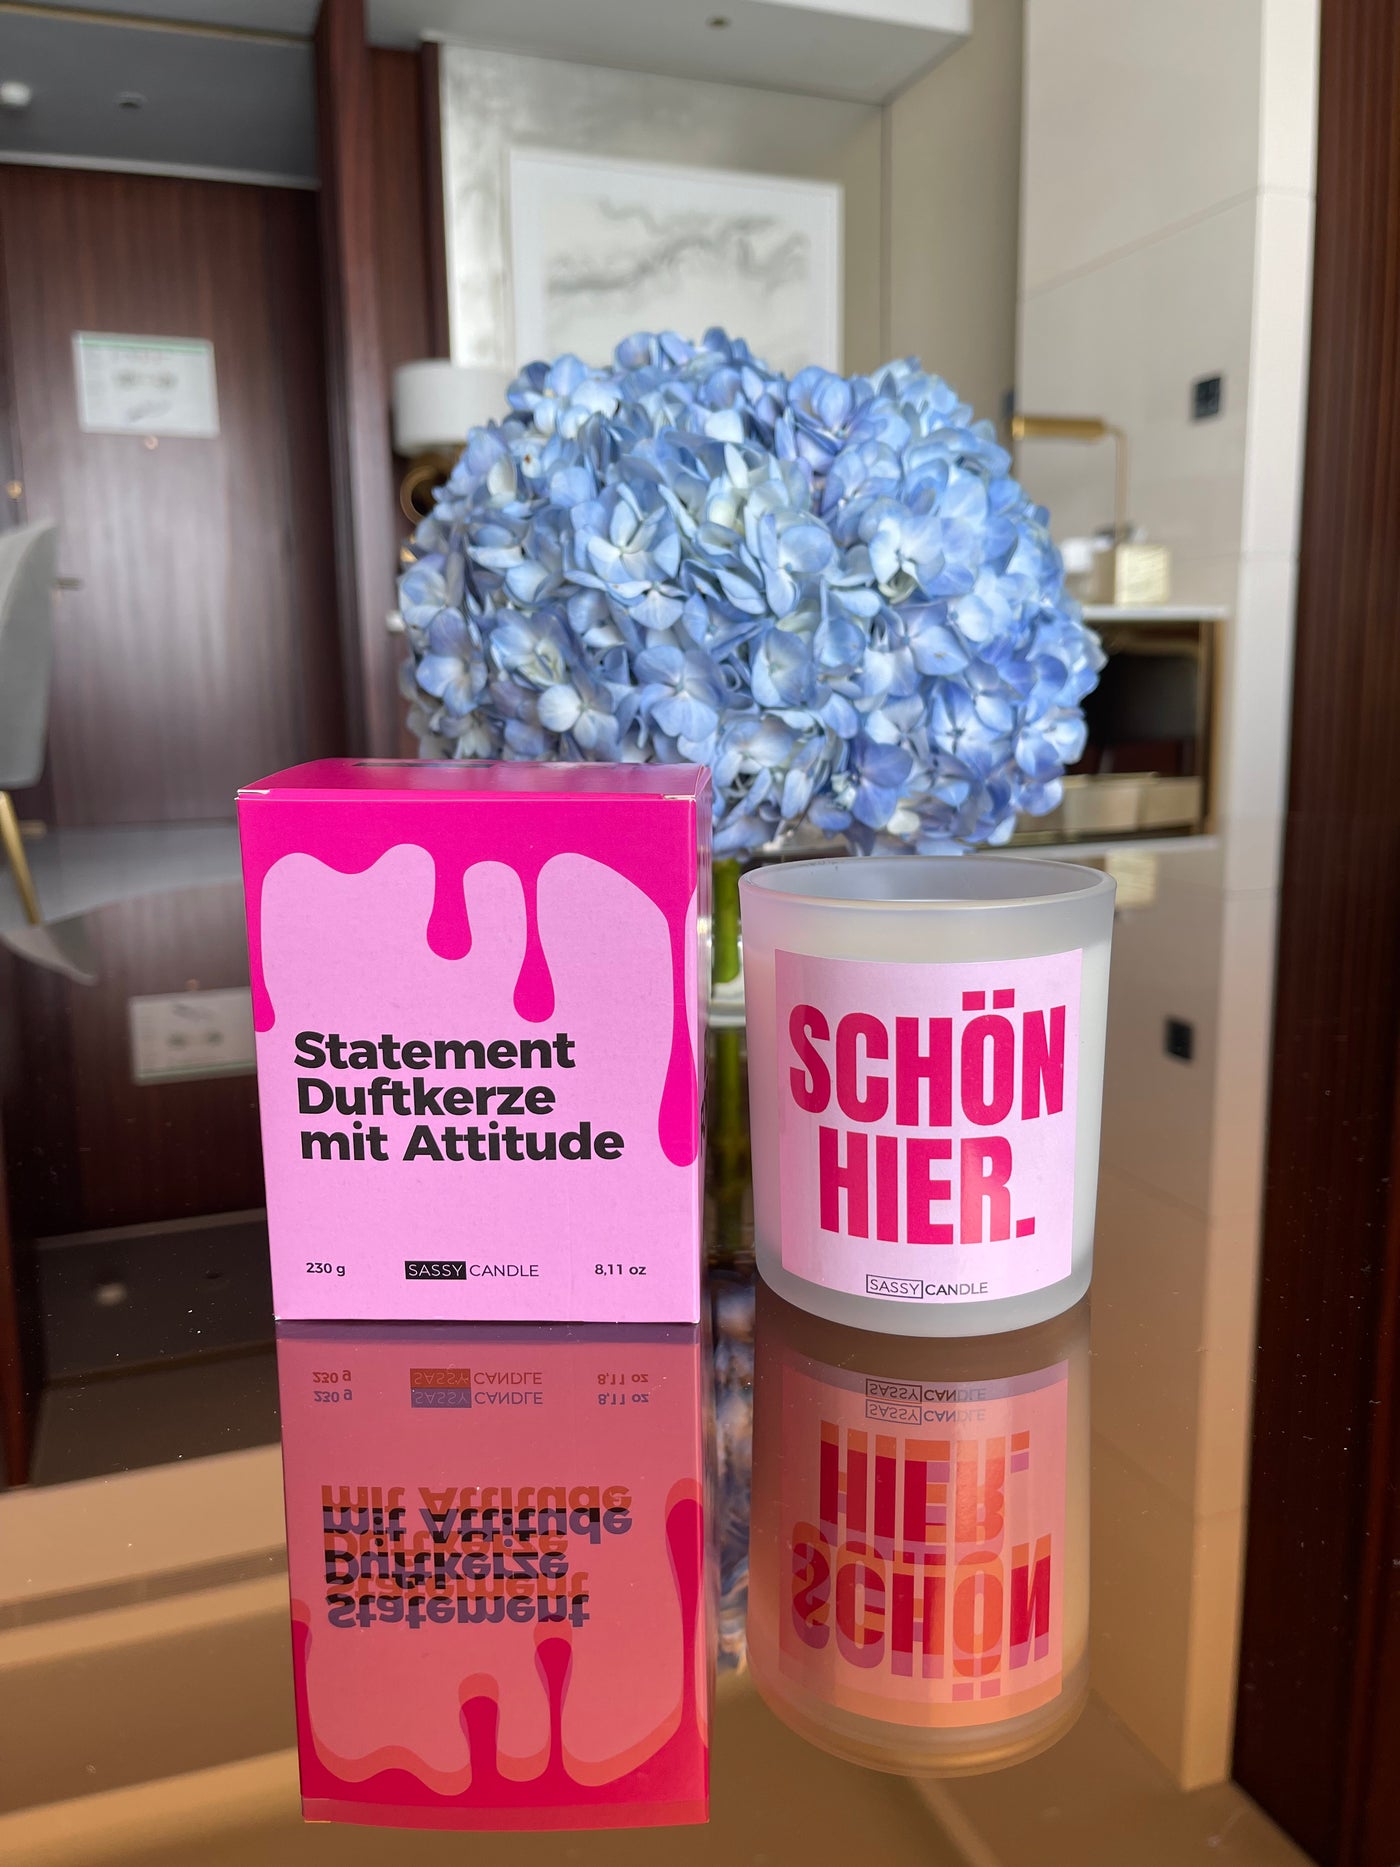 Statement
Duftkerze
mit Attitude
230 g
SASSY CANDLE
8,11 oz
SCHÖN
HIER.
SASSY CANDLE